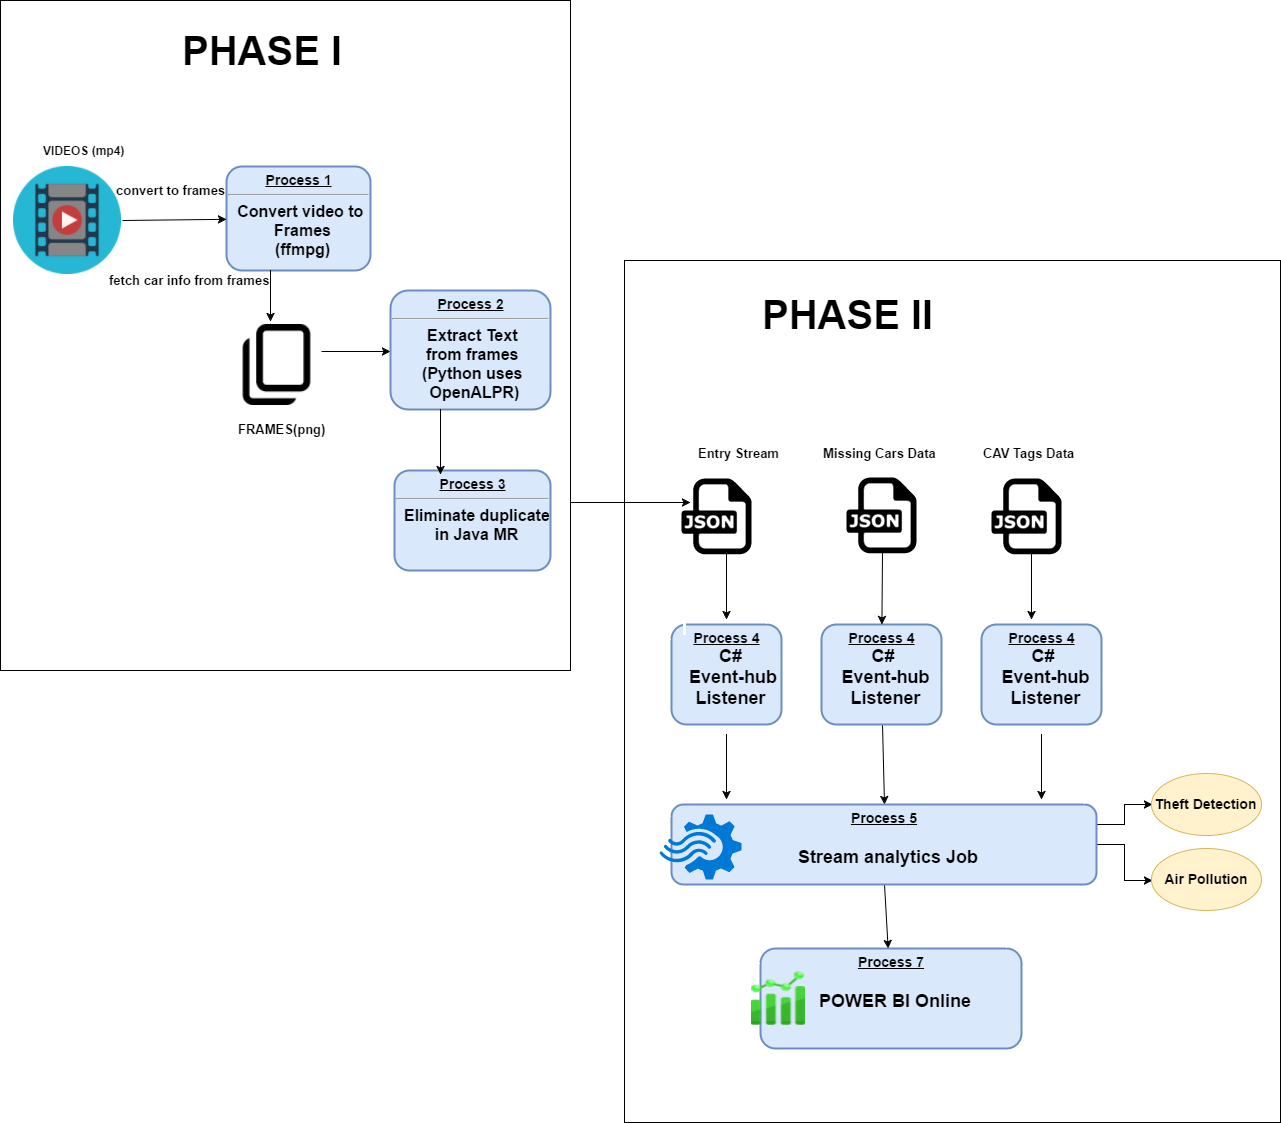 PHASE I
VIDEOS (mp4)
convert to frames
Process 1
Convert video to
Frames
(ffmpg)
fetch car info from frames
FRAMES(png)
Process 2
Extract Text
from frames
(Python uses
OpenALPR)
Process 3
Eliminate duplicate
in Java MR
PHASE II
Entry Stream
Missing Cars Data
CAV Tags Data
JSON
JSON
JSON
Process 4
C#
Event-hub
Listener
Process 4
C#
Event-hub
Listener
Process 4
C#
Event-hub
Listener
Process 5
Stream analytics Job
Theft Detection
Air Pollution
Process 7
POWER BI Online